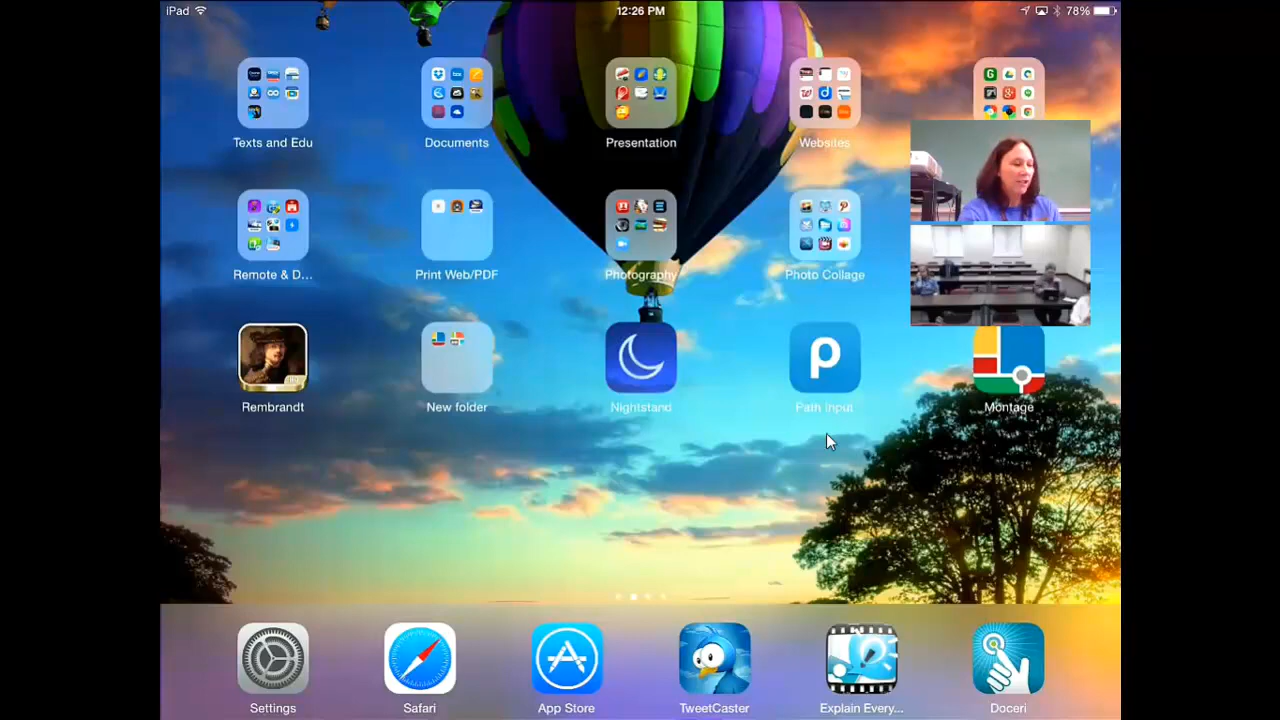 iPad 12:26 PM 78%
Texts and Edu Documents Presentation Websites
Remote & D... Print Web/PDF Photography Photo Collage
Rembrandt New folder Nightstand Path Input Montage
Settings Safari App Store TweetCaster Explain Every... Doceri